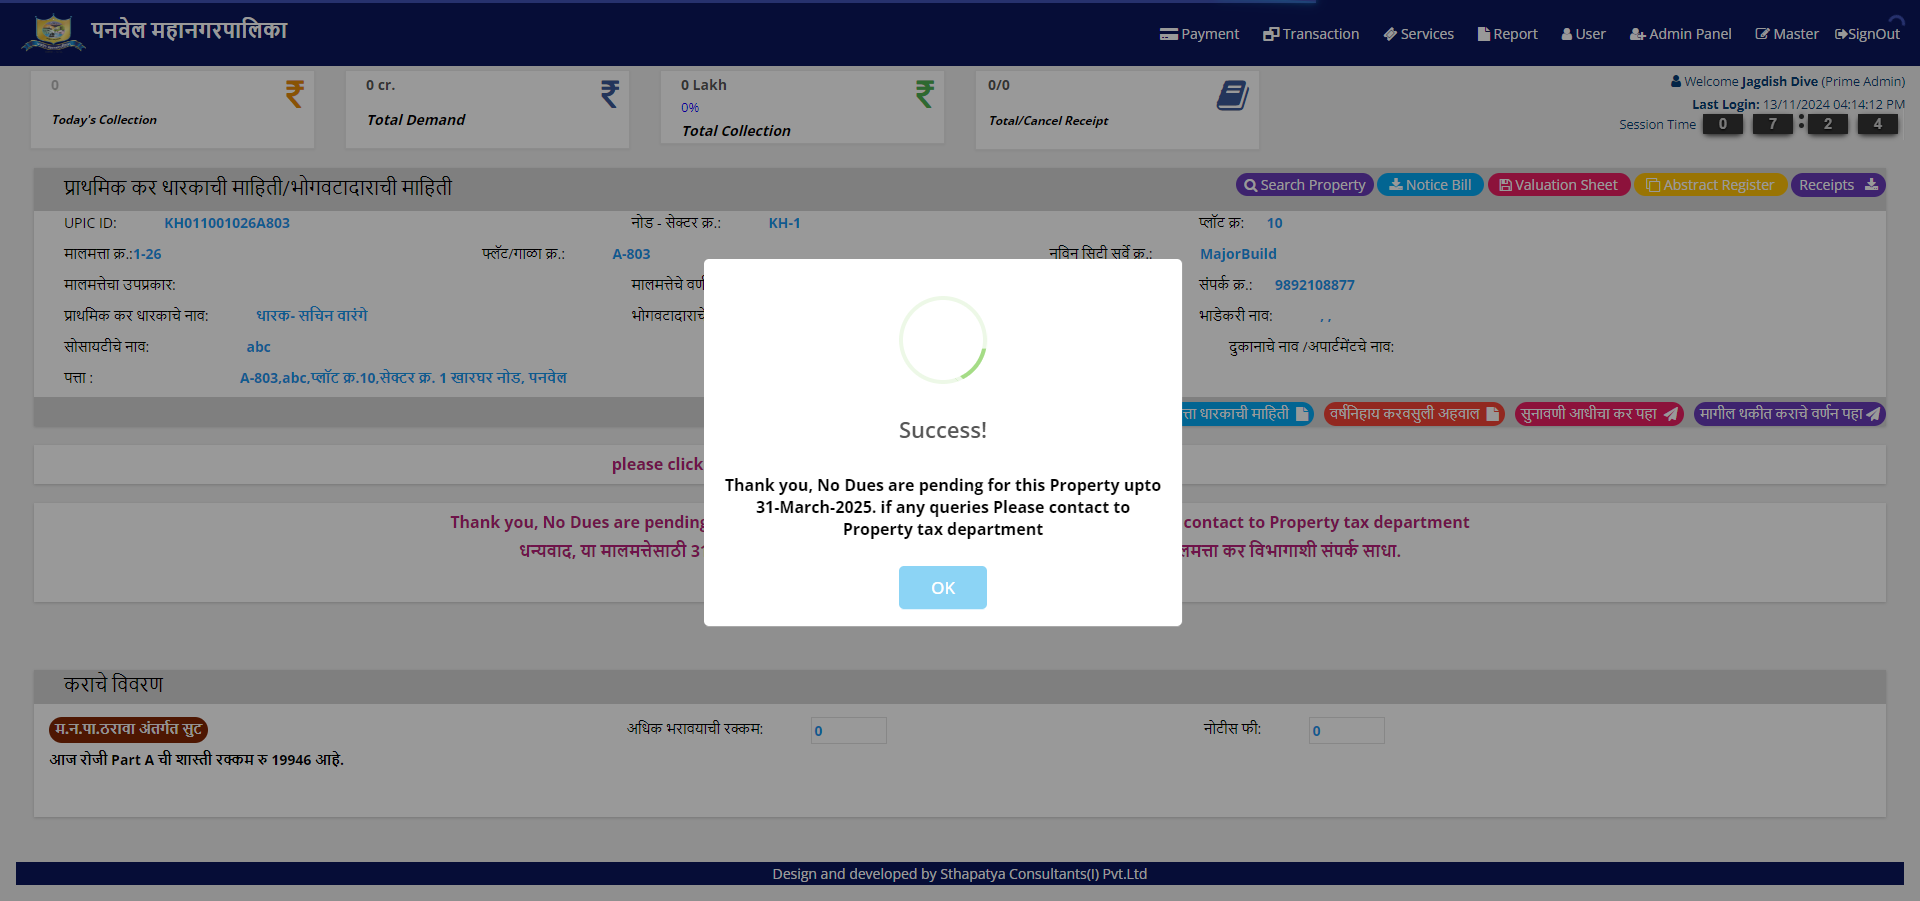 पनवेल महानगरपालिका
Payment Transaction Services Report User Admin Panel Master SignOut
0
Today's Collection
0 cr.
Total Demand
0 Lakh
0%
Total Collection
0/0
Total/Cancel Receipt
Welcome Jagdish Dive (Prime Admin)
Last Login: 13/11/2024 04:14:12 PM
Session Time 0 7 : 2 4
प्राथमिक कर धारकाची माहिती/भोगवटादाराची माहिती
Search Property Notice Bill Valuation Sheet Abstract Register Receipts
UPIC ID: KH011001026A803 नोड - सेक्टर क्र.: KH-1 प्लॉट क्र: 10
मालमत्ता क्र.:1-26 फ्लॅट/गाळा क्र.: A-803 नविन सिटी सर्वे क्र.: MajorBuild
मालमत्तेचा उपप्रकार: मालमत्तेचे संपर्क क्र.: 9892108877
प्राथमिक कर धारकाचे नाव: धारक- सचिन वारंगे भोगवटादाराचे भाडेकरी नाव: , ,
सोसायटीचे नाव: abc दुकानाचे नाव /अपार्टमेंटचे नाव:
पत्ता : A-803,abc,प्लॉट क्र.10,सेक्टर क्र. 1 खारघर नोड, पनवेल
धारकाची माहिती वर्षनिहाय करवसुली अहवाल सुनावणी आधीचा कर पहा मागील थकीत कराचे वर्णन पहा
please click
Thank you, No Dues are pending contact to Property tax department
धन्यवाद, या मालमत्तेसाठी 31 कर विभागाशी संपर्क साधा.
Success!
Thank you, No Dues are pending for this Property upto
31-March-2025. if any queries Please contact to
Property tax department
OK
कराचे विवरण
म.न.पा.ठरावा अंतर्गत सुट अधिक भरावयाची रक्कम: 0 नोटीस फी: 0
आज रोजी Part A ची शास्ती रक्कम रु 19946 आहे.
Design and developed by Sthapatya Consultants(I) Pvt.Ltd